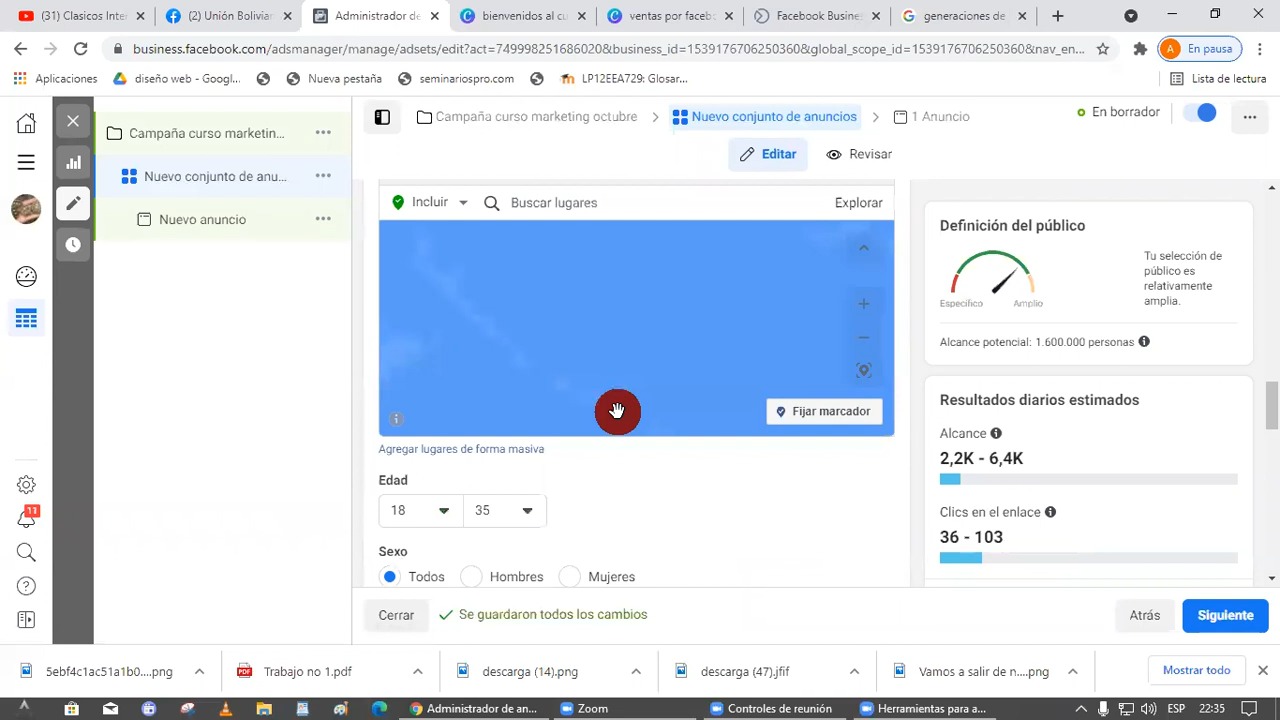 (31) Clasicos Inter
(2) Unión Bolivian
Administrador de
bienvenidos al cu
ventas por facebo
Facebook Business
generaciones de
business.facebook.com/adsmanager/manage/adsets/edit?act=749998251686020&business_id=1539176706250360&global_scope_id=1539176706250360&nav_en...
En pausa
Aplicaciones
diseño web - Googl...
Nueva pestaña
seminariospro.com
LP12EEA729: Glosar...
Lista de lectura
Campaña curso marketing octubre
Nuevo conjunto de anuncios
1 Anuncio
En borrador
Campaña curso marketin...
Nuevo conjunto de anu...
Nuevo anuncio
Editar
Revisar
Incluir
Buscar lugares
Explorar
Fijar marcador
Agregar lugares de forma masiva
Edad
18
35
Sexo
Todos
Hombres
Mujeres
Definición del público
Específico
Amplio
Tu selección de
público es
relativamente
amplia.
Alcance potencial: 1.600.000 personas
Resultados diarios estimados
Alcance
2,2K - 6,4K
Clics en el enlace
36 - 103
11
Cerrar
Se guardaron todos los cambios
Atrás
Siguiente
5ebf4c1ac51a1b0....png
Trabajo no 1.pdf
descarga (14).png
descarga (47).jfif
Vamos a salir de n....png
Mostrar todo
Administrador de an...
Zoom
Controles de reunión
Herramientas para a...
ESP
22:35